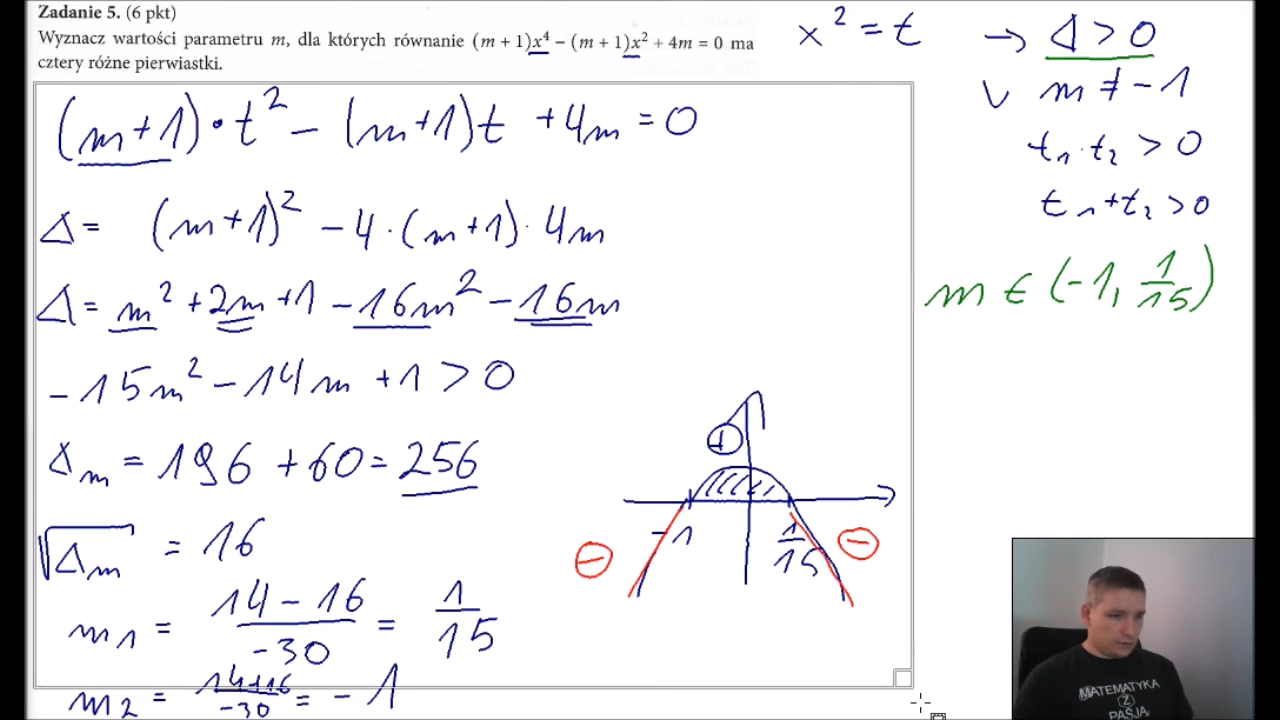 Zadanie 5. (6 pkt)
Wyznacz wartości parametru m, dla których równanie (m + 1)x⁴ − (m + 1)x² + 4m = 0 ma
cztery różne pierwiastki.
(m+1)·t² − (m+1)t +4m = 0
Δ= (m+1)² −4·(m+1)·4m
Δ= m² +2m +1 −16m² −16m
−15m² −14m +1 > 0
Δm = 196 +60 = 256
√Δm = 16
m1 = 14−16/−30 = 1/15
m2 = 14+16/−30 = −1
−1
1/15
+
−
−
x² = t → Δ > 0
∨ m ≠ −1
t1·t2 > 0
t1+t2 > 0
m ∈ (−1, 1/15)
MATEMATYKA
Z
PASJĄ